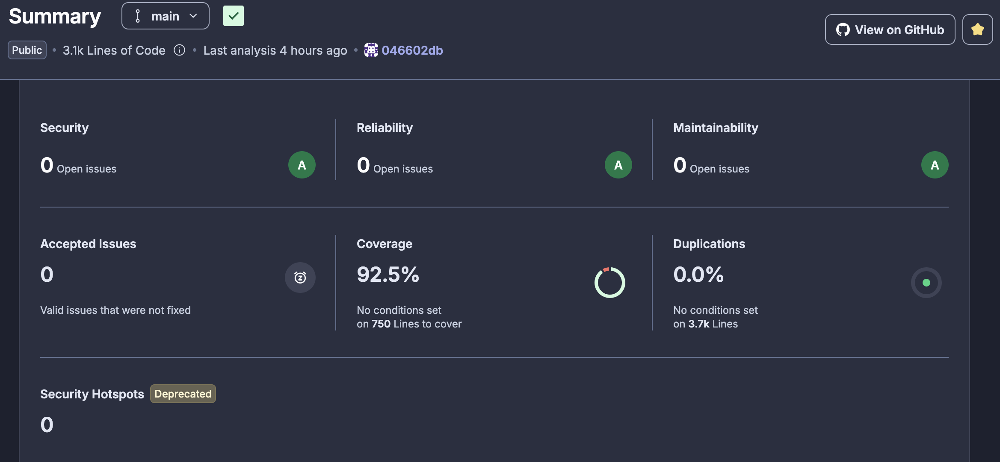 Summary
main
View on GitHub
Public • 3.1k Lines of Code • Last analysis 4 hours ago • 046602db
Security
0 Open issues
A
Reliability
0 Open issues
A
Maintainability
0 Open issues
A
Accepted Issues
0
Valid issues that were not fixed
Coverage
92.5%
No conditions set
on 750 Lines to cover
Duplications
0.0%
No conditions set
on 3.7k Lines
Security Hotspots Deprecated
0